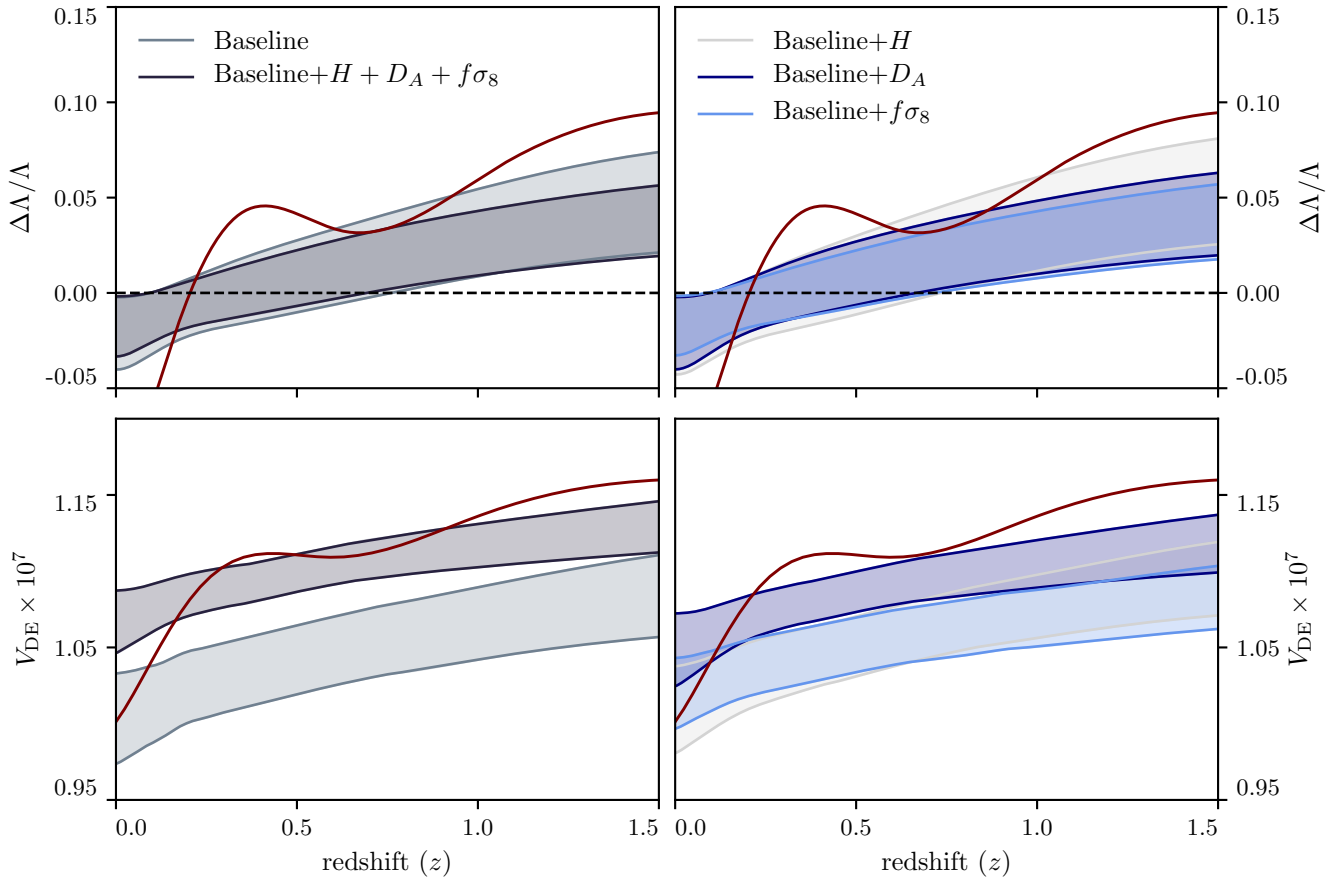 0.15
0.10
0.05
0.00
-0.05
ΔΛ/Λ
Baseline
Baseline+H + D_A + fσ_8
Baseline+H
Baseline+D_A
Baseline+fσ_8
0.15
0.10
0.05
0.00
-0.05
ΔΛ/Λ
1.15
1.05
0.95
V_DE × 10^7
0.0
0.5
1.0
1.5
redshift (z)
0.0
0.5
1.0
1.5
redshift (z)
1.15
1.05
0.95
V_DE × 10^7